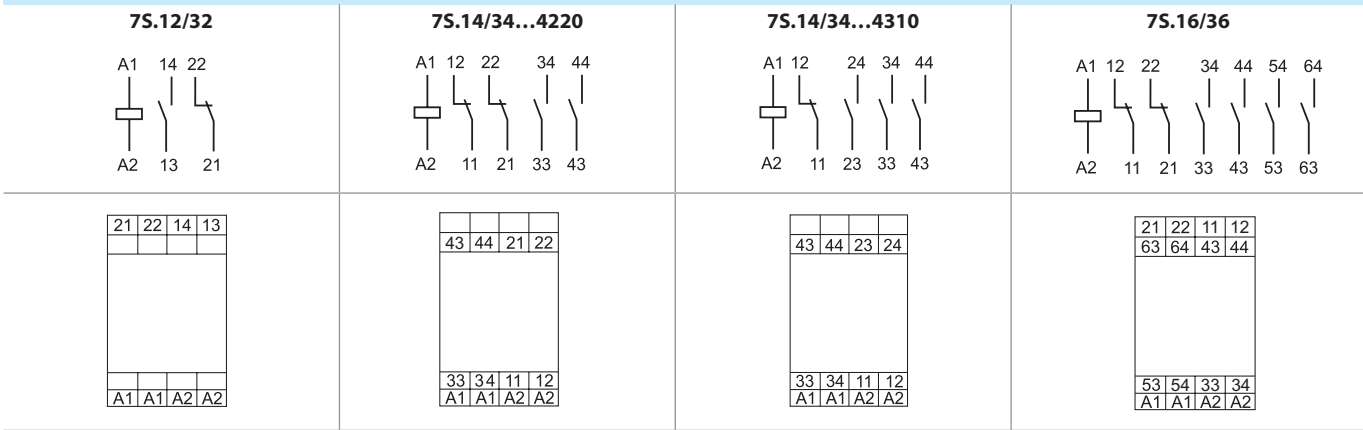 7S.12/32 7S.14/34…4220 7S.14/34…4310 7S.16/36
A1 14 22
A2 13 21
A1 12 22 34 44
A2 11 21 33 43
A1 12 24 34 44
A2 11 23 33 43
A1 12 22 34 44 54 64
A2 11 21 33 43 53 63
21 22 14 13
A1 A1 A2 A2
43 44 21 22
33 34 11 12
A1 A1 A2 A2
43 44 23 24
33 34 11 12
A1 A1 A2 A2
21 22 11 12
63 64 43 44
53 54 33 34
A1 A1 A2 A2